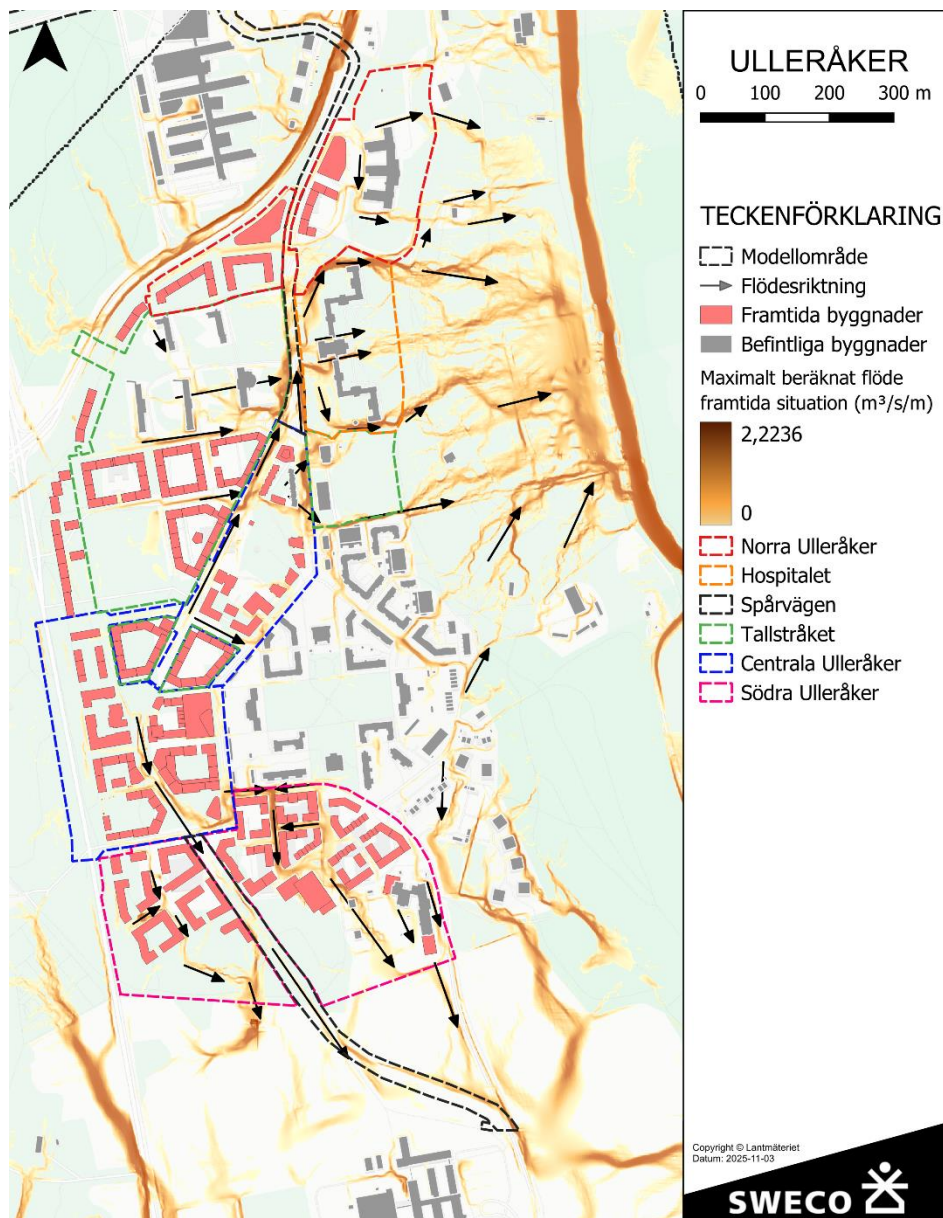 ULLERÅKER
0 100 200 300 m
TECKENFÖRKLARING
Modellområde
Flödesriktning
Framtida byggnader
Befintliga byggnader
Maximalt beräknat flöde
framtida situation (m³/s/m)
2,2236
0
Norra Ulleråker
Hospitalet
Spårvägen
Tallstråket
Centrala Ulleråker
Södra Ulleråker
Copyright © Lantmäteriet
Datum: 2025-11-03
SWECO